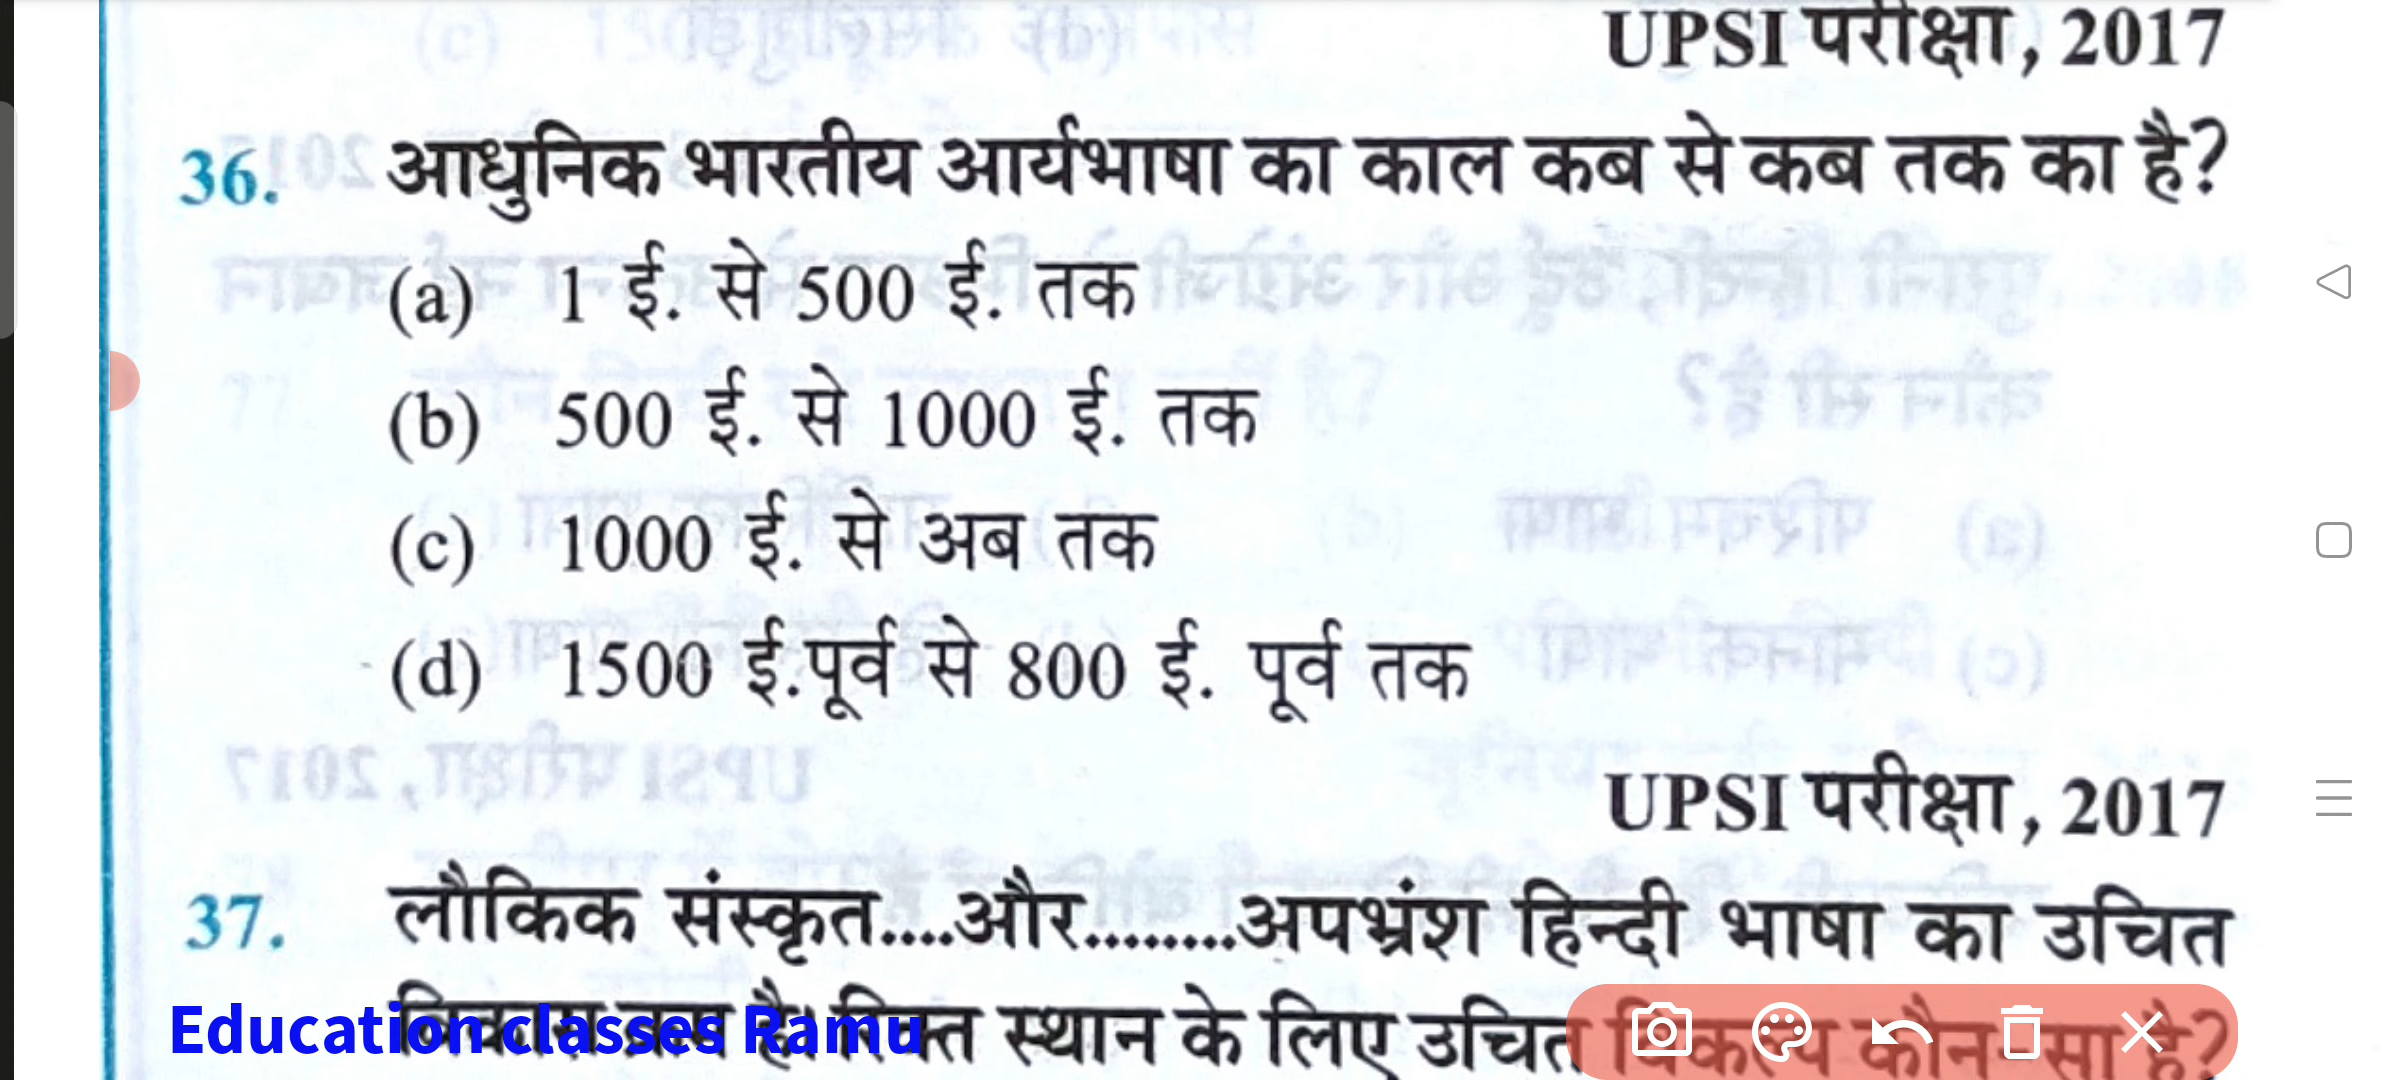 UPSI परीक्षा, 2017
36. आधुनिक भारतीय आर्यभाषा का काल कब से कब तक का है?
(a) 1 ई. से 500 ई. तक
(b) 500 ई. से 1000 ई. तक
(c) 1000 ई. से अब तक
(d) 1500 ई.पूर्व से 800 ई. पूर्व तक
UPSI परीक्षा, 2017
37. लौकिक संस्कृत....और........अपभ्रंश हिन्दी भाषा का उचित
स्थान के लिए उचित विकल्प कौन-सा है?
Education classes Ramu